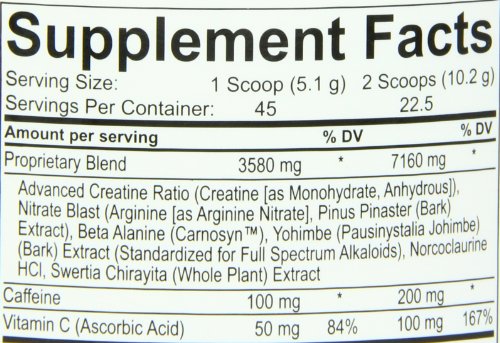 Supplement Facts
Serving Size: 1 Scoop (5.1 g) 2 Scoops (10.2 g)
Servings Per Container: 45 22.5
Amount per serving % DV % DV
Proprietary Blend 3580 mg * 7160 mg *
Advanced Creatine Ratio (Creatine [as Monohydrate, Anhydrous]),
Nitrate Blast (Arginine [as Arginine Nitrate], Pinus Pinaster (Bark)
Extract), Beta Alanine (Carnosyn™), Yohimbe (Pausinystalia Johimbe)
(Bark) Extract (Standardized for Full Spectrum Alkaloids), Norcoclaurine
HCl, Swertia Chirayita (Whole Plant) Extract
Caffeine 100 mg * 200 mg *
Vitamin C (Ascorbic Acid) 50 mg 84% 100 mg 167%